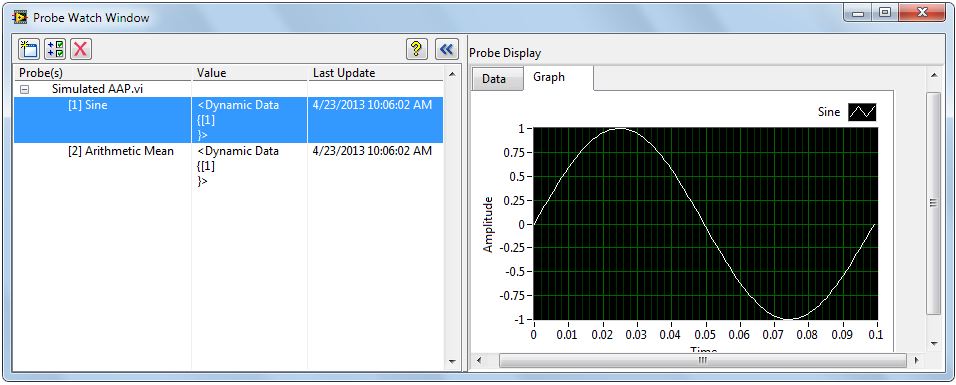 Probe Watch Window
Probe(s) Value Last Update
Simulated AAP.vi
[1] Sine <Dynamic Data 4/23/2013 10:06:02 AM
{[1]
}>
[2] Arithmetic Mean <Dynamic Data 4/23/2013 10:06:02 AM
{[1]
}>
Probe Display
Data Graph
Sine
1
0.75
0.5
0.25
0
-0.25
-0.5
-0.75
-1
Amplitude
0 0.01 0.02 0.03 0.04 0.05 0.06 0.07 0.08 0.09 0.1
Time